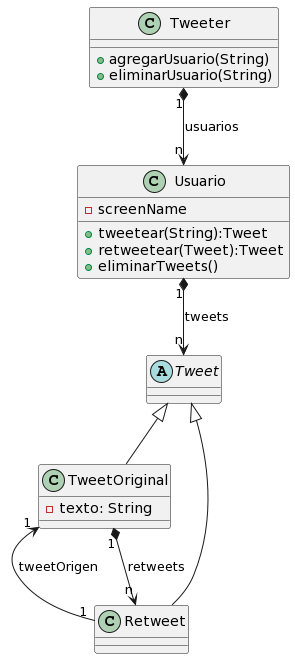 C Tweeter
agregarUsuario(String)
eliminarUsuario(String)
1
usuarios
n
C Usuario
screenName
tweetear(String):Tweet
retweetear(Tweet):Tweet
eliminarTweets()
1
tweets
n
A Tweet
C TweetOriginal
texto: String
1
1
tweetOrigen
retweets
1
n
C Retweet